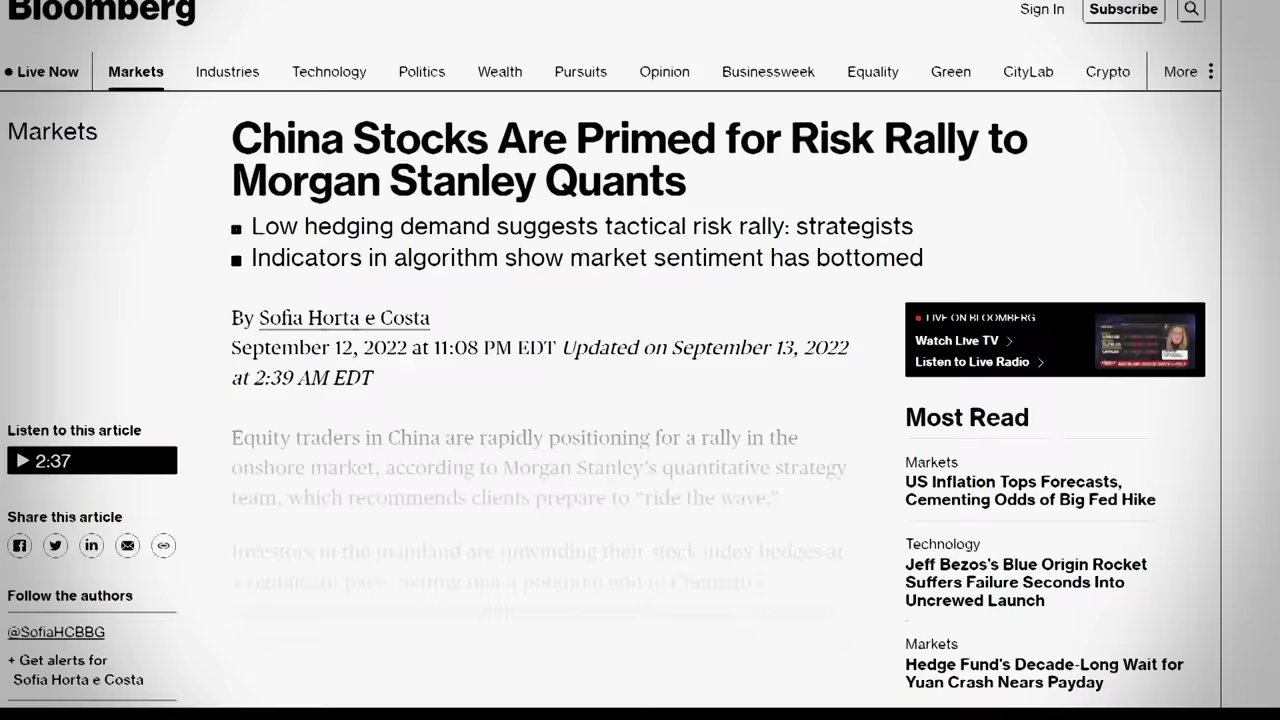 Bloomberg
Sign In
Subscribe
Live Now
Markets
Industries
Technology
Politics
Wealth
Pursuits
Opinion
Businessweek
Equality
Green
CityLab
Crypto
More
Markets
China Stocks Are Primed for Risk Rally to
Morgan Stanley Quants
Low hedging demand suggests tactical risk rally: strategists
Indicators in algorithm show market sentiment has bottomed
By Sofia Horta e Costa
September 12, 2022 at 11:08 PM EDT Updated on September 13, 2022
at 2:39 AM EDT
Equity traders in China are rapidly positioning for a rally in the
onshore market, according to Morgan Stanley's quantitative strategy
team, which recommends clients prepare to “ride the wave.”
Investors in the mainland are unwinding their stock index hedges at
a significant pace,
Listen to this article
2:37
Share this article
Follow the authors
@SofiaHCBBG
+ Get alerts for
Sofia Horta e Costa
LIVE ON BLOOMBERG
Watch Live TV
Listen to Live Radio
Most Read
Markets
US Inflation Tops Forecasts,
Cementing Odds of Big Fed Hike
Technology
Jeff Bezos's Blue Origin Rocket
Suffers Failure Seconds Into
Uncrewed Launch
Markets
Hedge Fund's Decade-Long Wait for
Yuan Crash Nears Payday